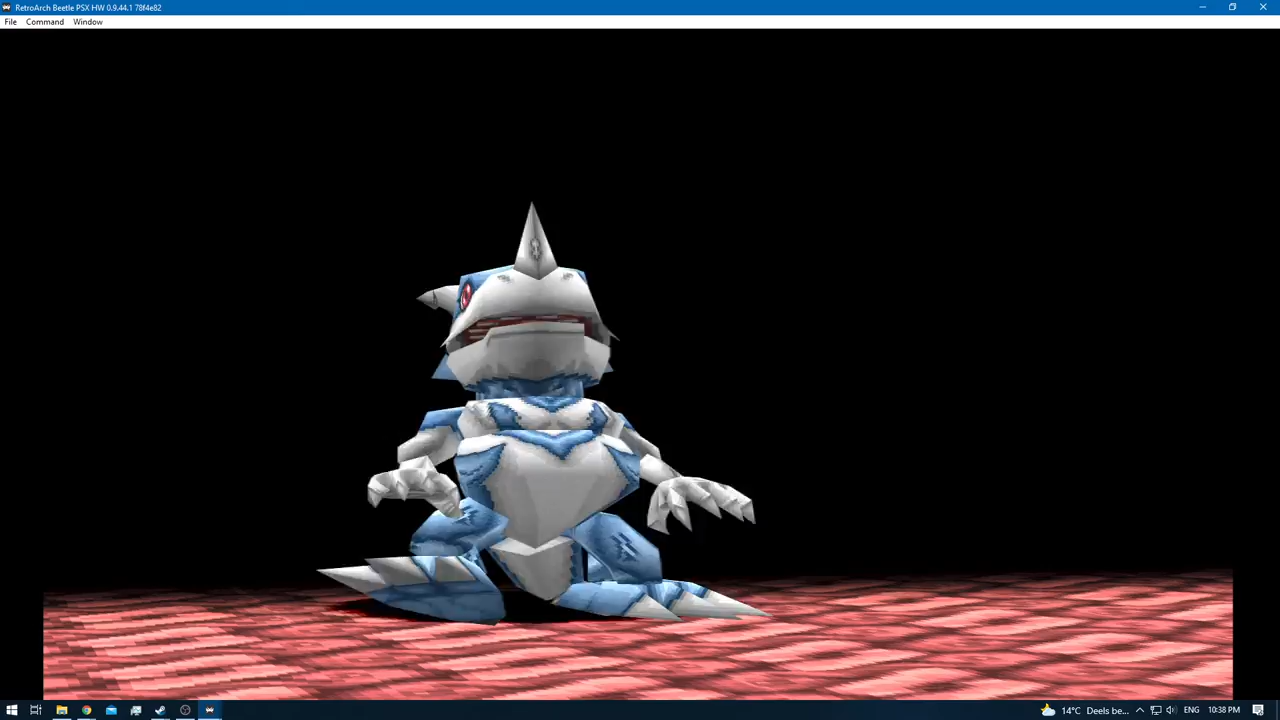 RetroArch Beetle PSX HW 0.9.44.1 78f4e82
File Command Window
14°C Deels be... ENG 10:38 PM